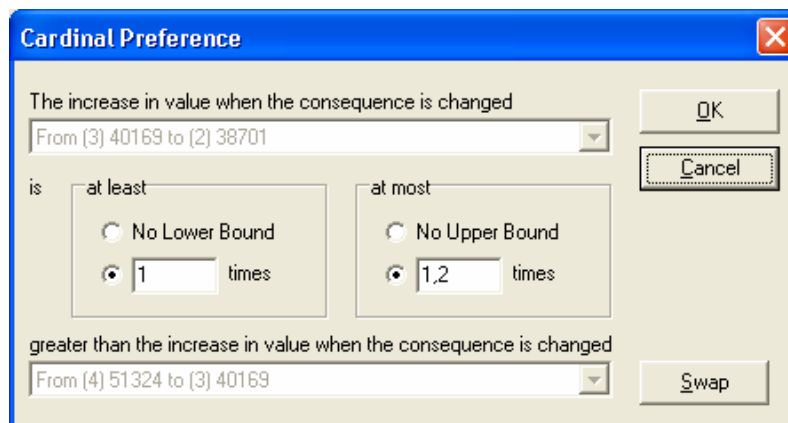 Cardinal Preference
The increase in value when the consequence is changed
From (3) 40169 to (2) 38701
OK
Cancel
is
at least
at most
No Lower Bound
No Upper Bound
1 times
1,2 times
greater than the increase in value when the consequence is changed
From (4) 51324 to (3) 40169
Swap